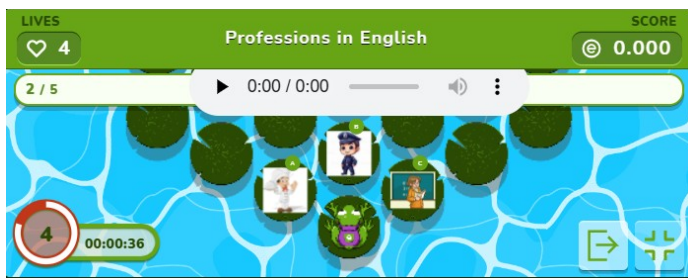 LIVES
4
Professions in English
SCORE
0.000
2 / 5
0:00 / 0:00
A
B
C
4
00:00:36